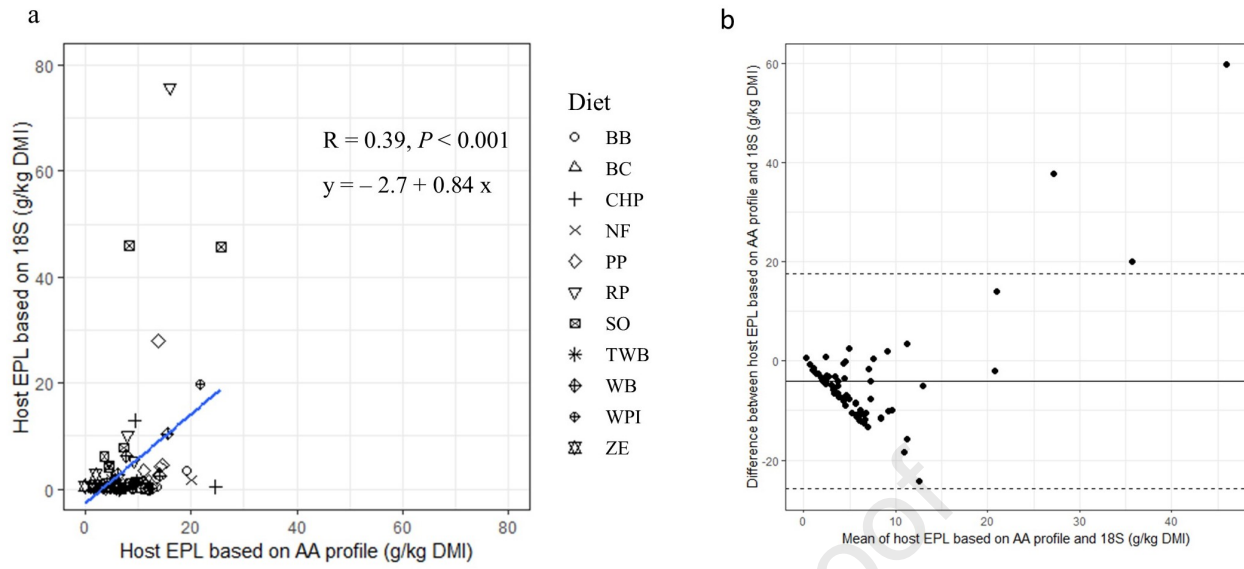 a
80
60
40
20
0
0 20 40 60 80
Host EPL based on 18S (g/kg DMI)
Host EPL based on AA profile (g/kg DMI)
R = 0.39, P < 0.001
y = – 2.7 + 0.84 x
Diet
BB
BC
CHP
NF
PP
RP
SO
TWB
WB
WPI
ZE
b
60
40
20
0
-20
0 10 20 30 40
Difference between host EPL based on AA profile and 18S (g/kg DMI)
Mean of host EPL based on AA profile and 18S (g/kg DMI)